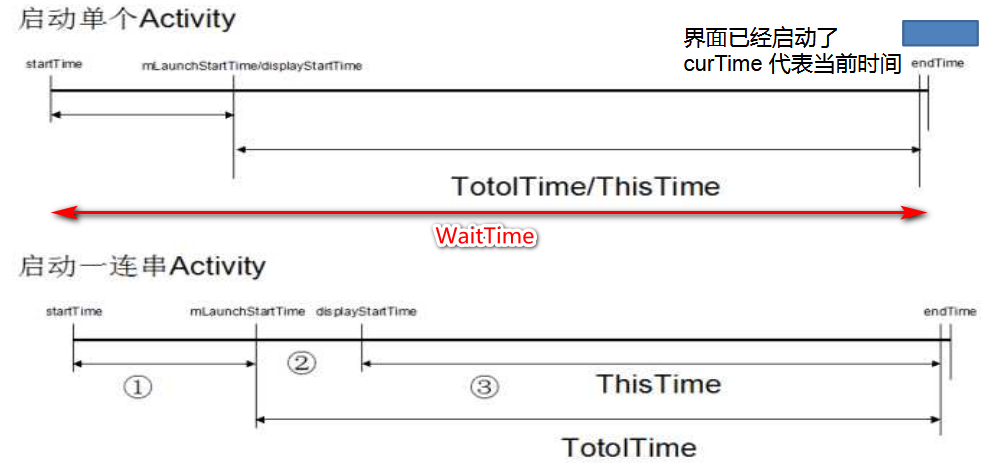 启动单个Activity
界面已经启动了
curTime 代表当前时间
startTime
mLaunchStartTime/displayStartTime
endTime
TotolTime/ThisTime
WaitTime
启动一连串Activity
startTime
mLaunchStartTime
displayStartTime
endTime
①
②
③
ThisTime
TotolTime